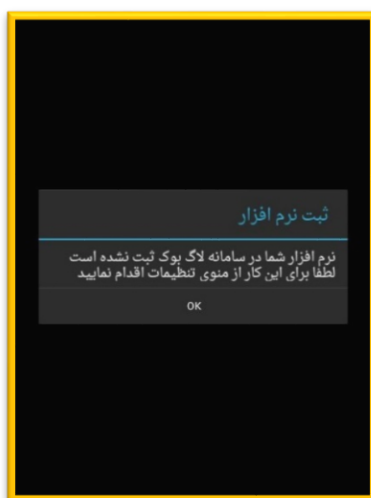 ثبت نرم افزار
نرم افزار شما در سامانه لاگ بوک ثبت نشده است
لطفا برای این کار از منوی تنظیمات اقدام نمایید
OK